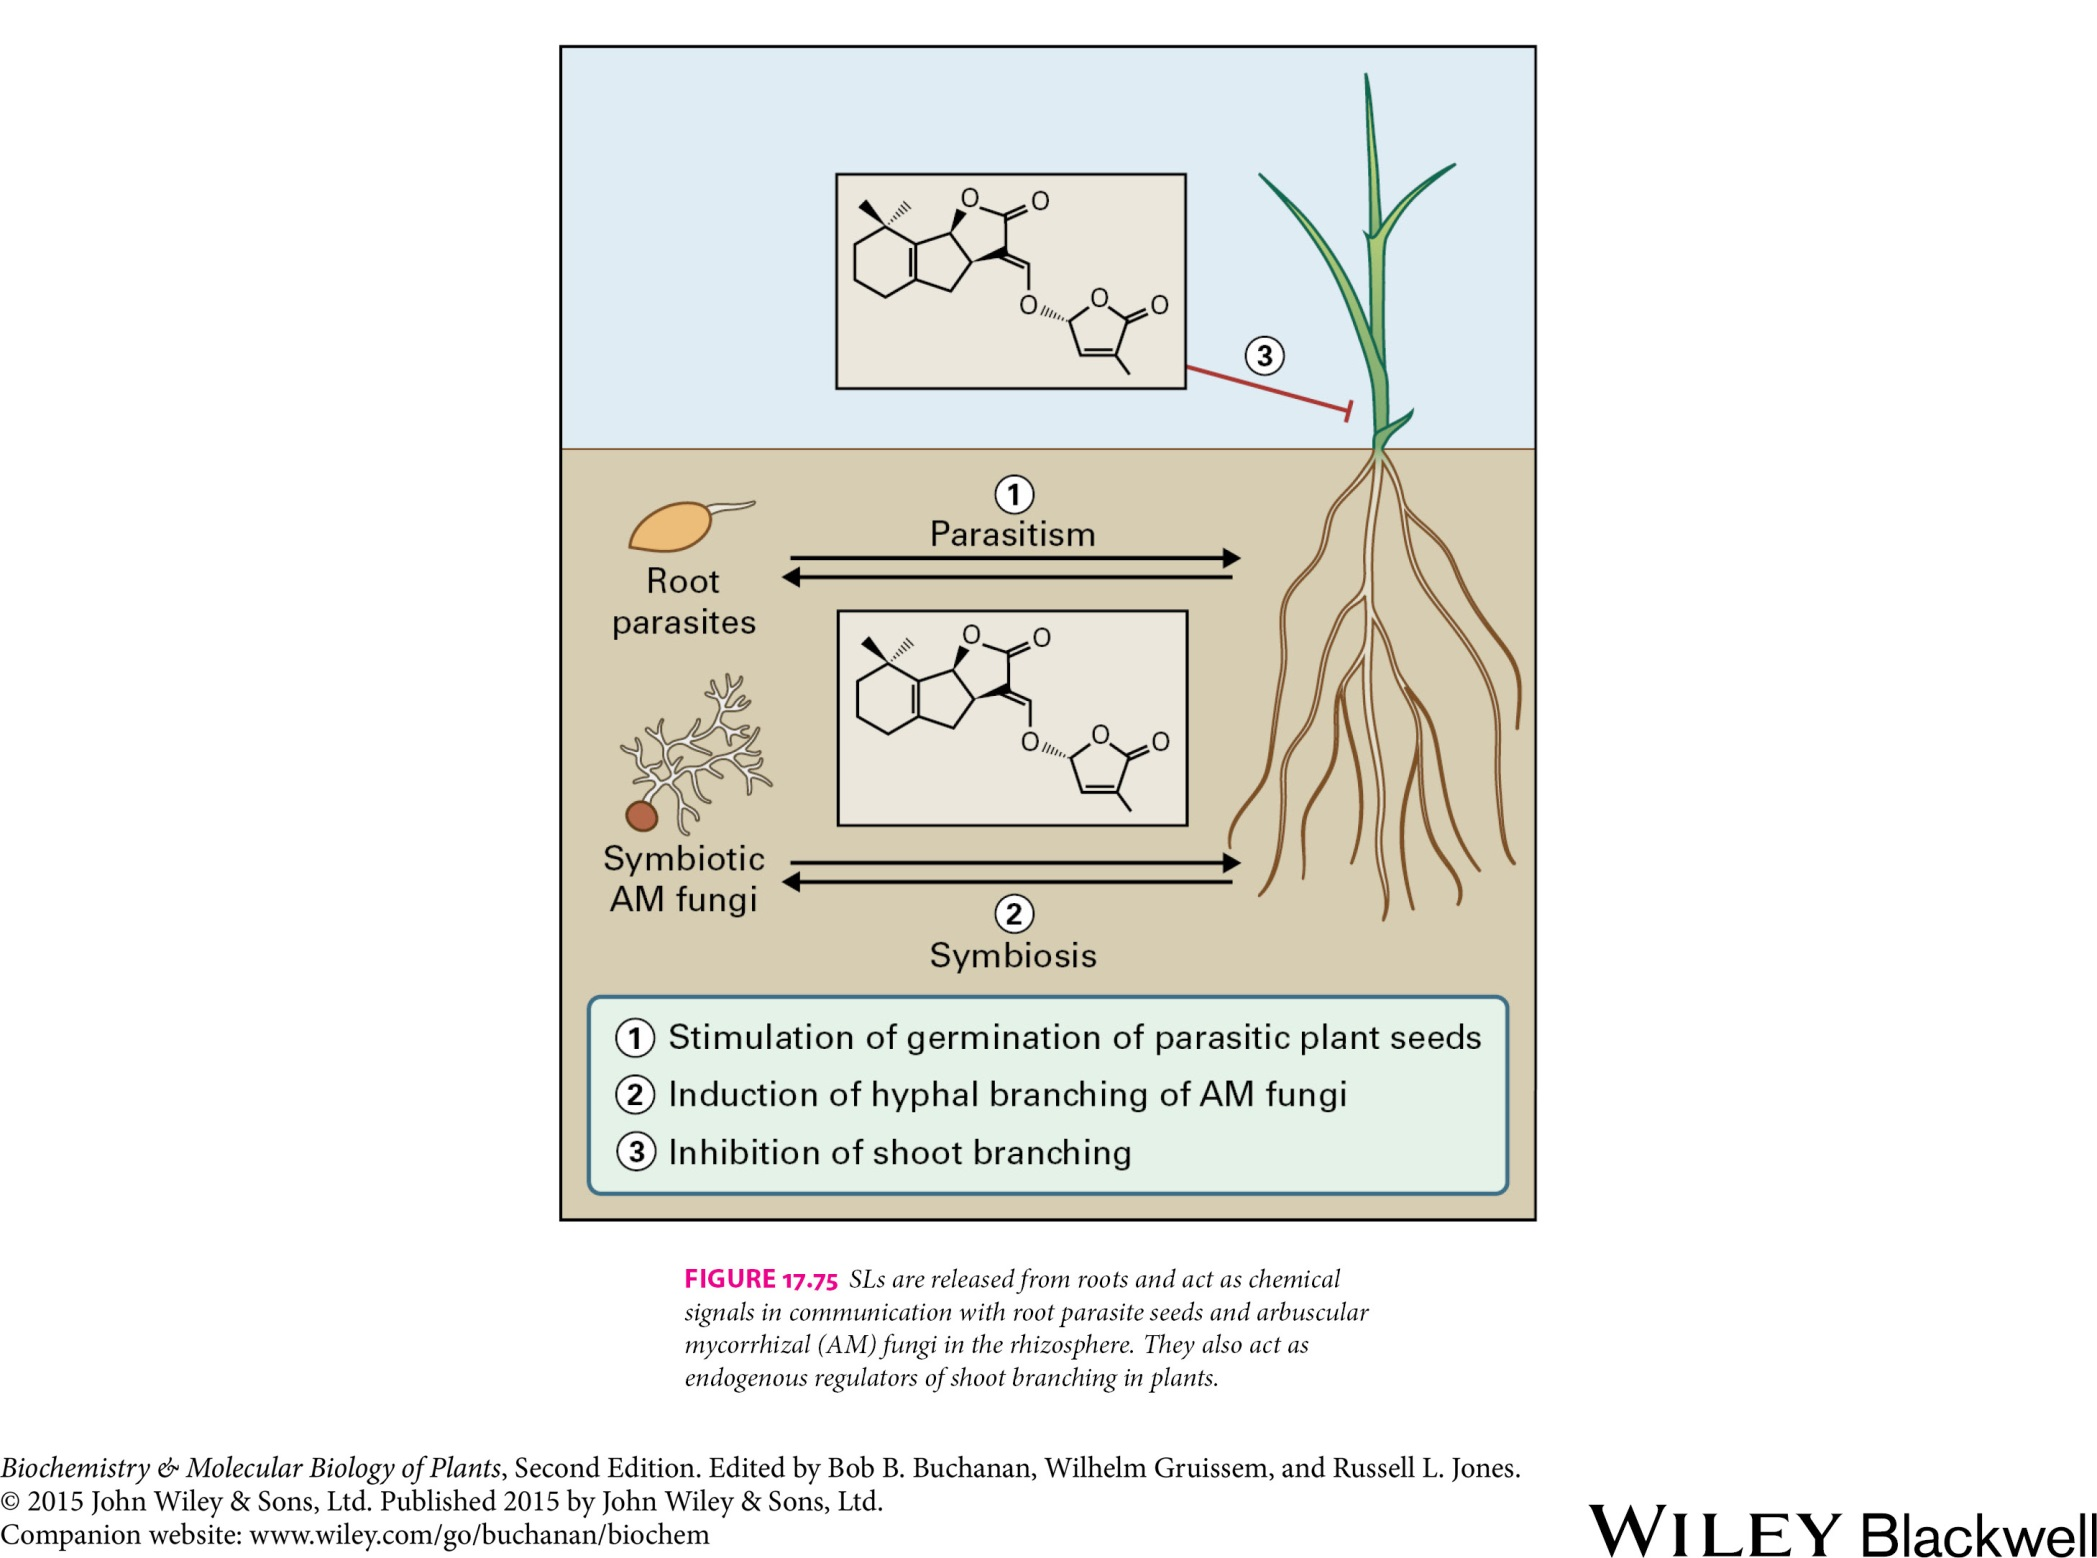 O
O
O
O
O
3
1
Parasitism
Root
parasites
O
O
O
O
O
Symbiotic
AM fungi
2
Symbiosis
1 Stimulation of germination of parasitic plant seeds
2 Induction of hyphal branching of AM fungi
3 Inhibition of shoot branching
FIGURE 17.75 SLs are released from roots and act as chemical
signals in communication with root parasite seeds and arbuscular
mycorrhizal (AM) fungi in the rhizosphere. They also act as
endogenous regulators of shoot branching in plants.
Biochemistry & Molecular Biology of Plants, Second Edition. Edited by Bob B. Buchanan, Wilhelm Gruissem, and Russell L. Jones.
© 2015 John Wiley & Sons, Ltd. Published 2015 by John Wiley & Sons, Ltd.
Companion website: www.wiley.com/go/buchanan/biochem
WILEY Blackwell